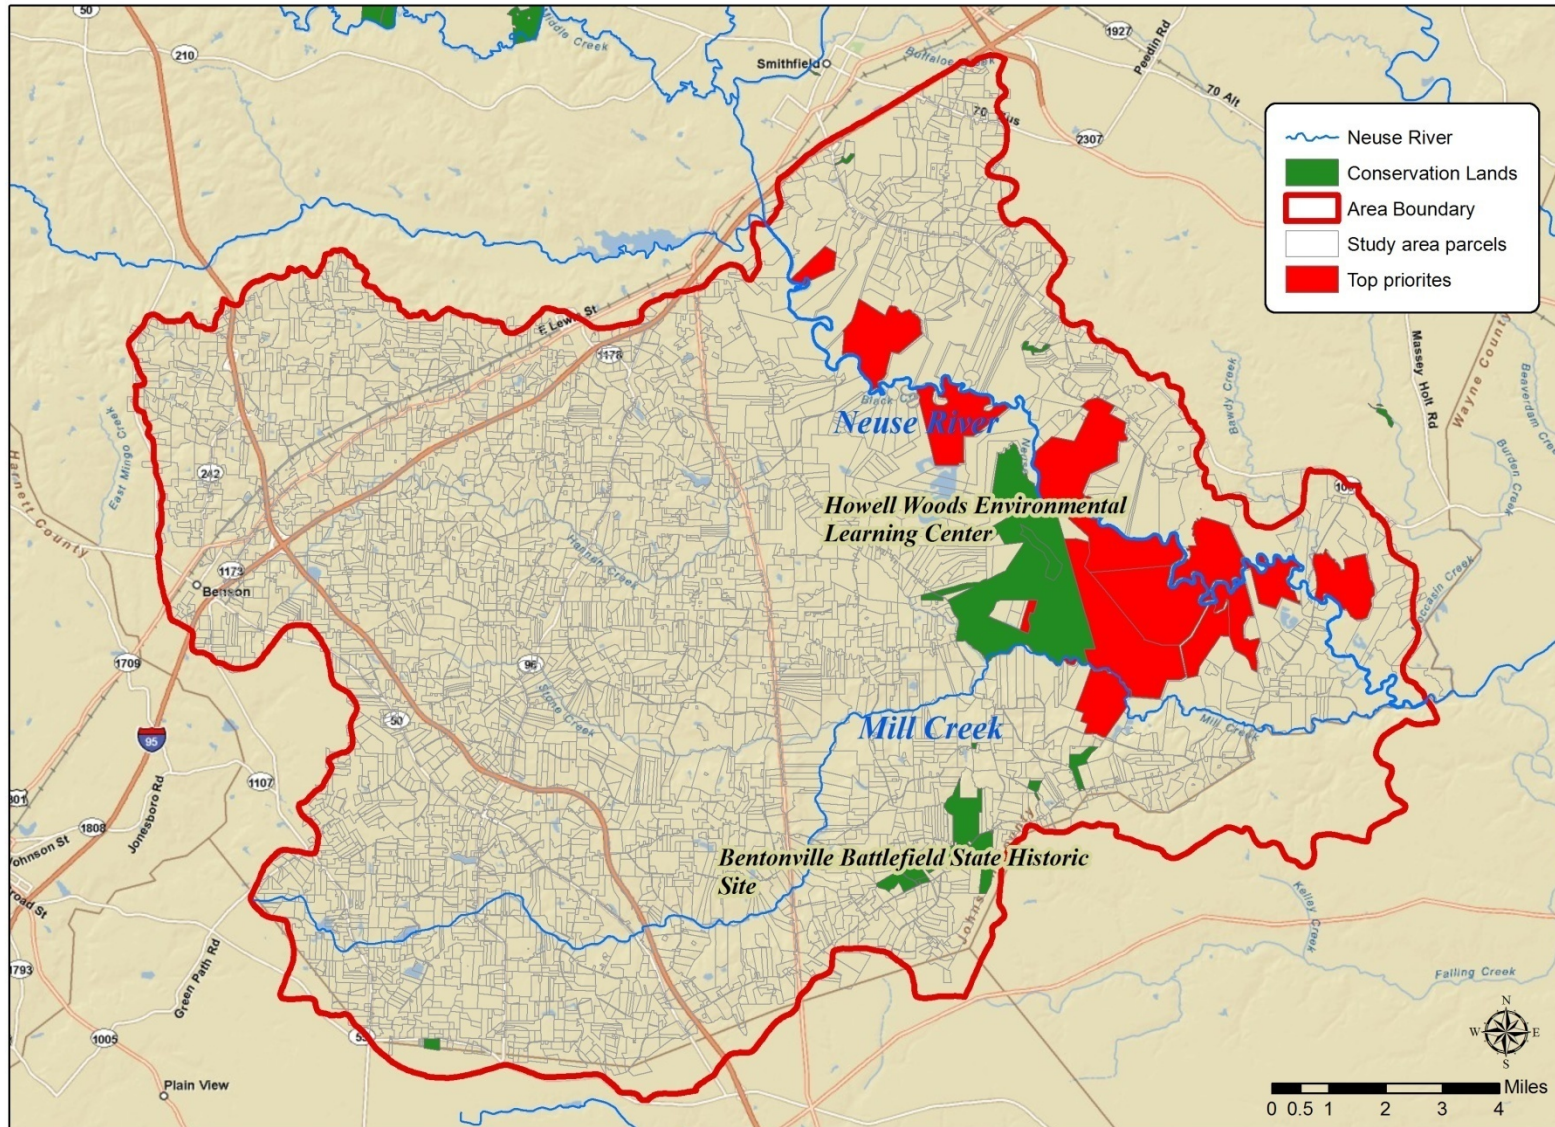 50
Middle Creek
210
Smithfield
Buffaloe Creek
1927
Peedin Rd
70 Alt
70 Bus
2307
Neuse River
Conservation Lands
Area Boundary
Study area parcels
Top priorites
E Lewis St
1178
Massey Holt Rd
Wayne County
Beaverdam Creek
Bawdy Creek
Burden Creek
Black Creek
Neuse River
East Mingo Creek
Harnett County
242
Howell Woods Environmental
Learning Center
Hannah Creek
1173
Benson
1709
96
Stone Creek
50
95
Mill Creek
Mill Creek
Moccasin Creek
1107
Jonesboro Rd
301
1808
Johnson St
Bentonville Battlefield State Historic
Site
Kelley Creek
Falling Creek
1793
Green Path Rd
1005
Plain View
N
W E
S
Miles
0 0.5 1 2 3 4